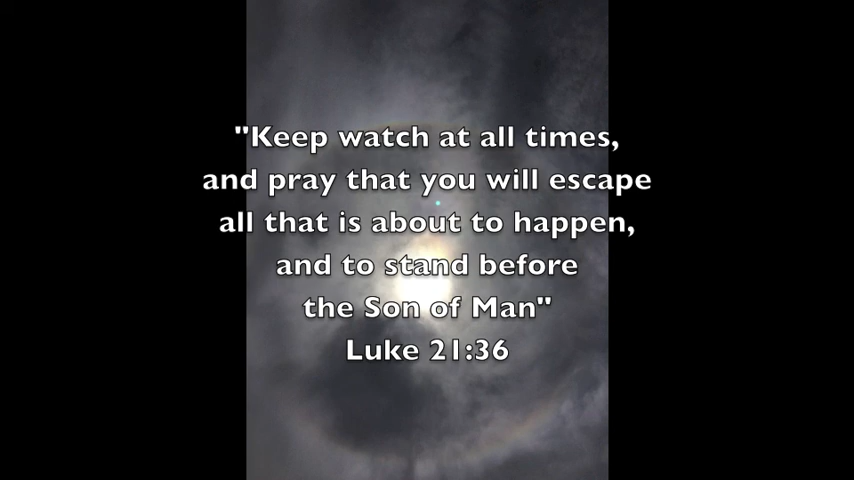 "Keep watch at all times,
and pray that you will escape
all that is about to happen,
and to stand before
the Son of Man"
Luke 21:36